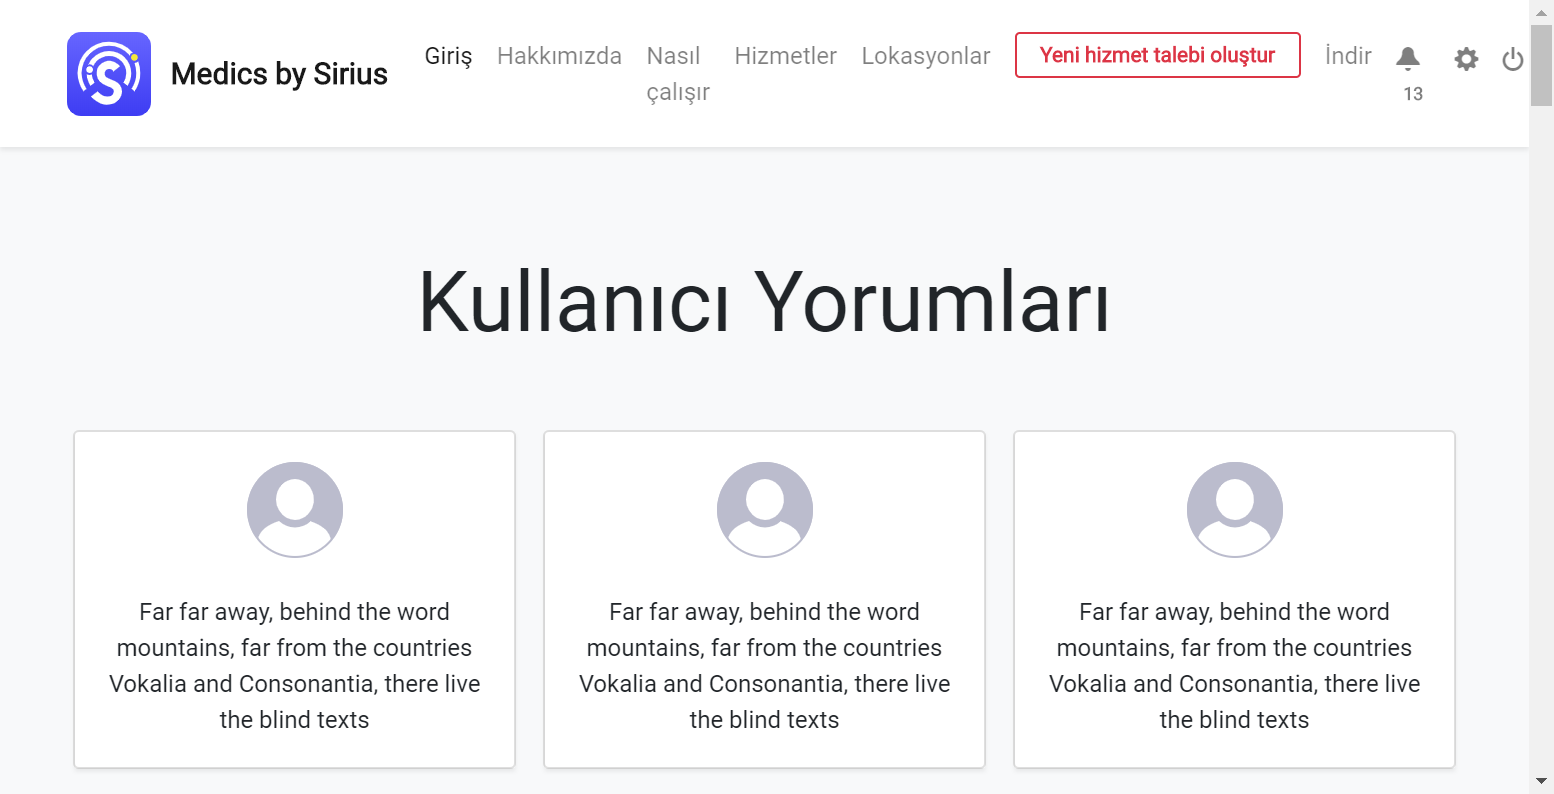 Medics by Sirius
Giriş
Hakkımızda
Nasıl
çalışır
Hizmetler
Lokasyonlar
Yeni hizmet talebi oluştur
İndir
13
Kullanıcı Yorumları
Far far away, behind the word
mountains, far from the countries
Vokalia and Consonantia, there live
the blind texts
Far far away, behind the word
mountains, far from the countries
Vokalia and Consonantia, there live
the blind texts
Far far away, behind the word
mountains, far from the countries
Vokalia and Consonantia, there live
the blind texts